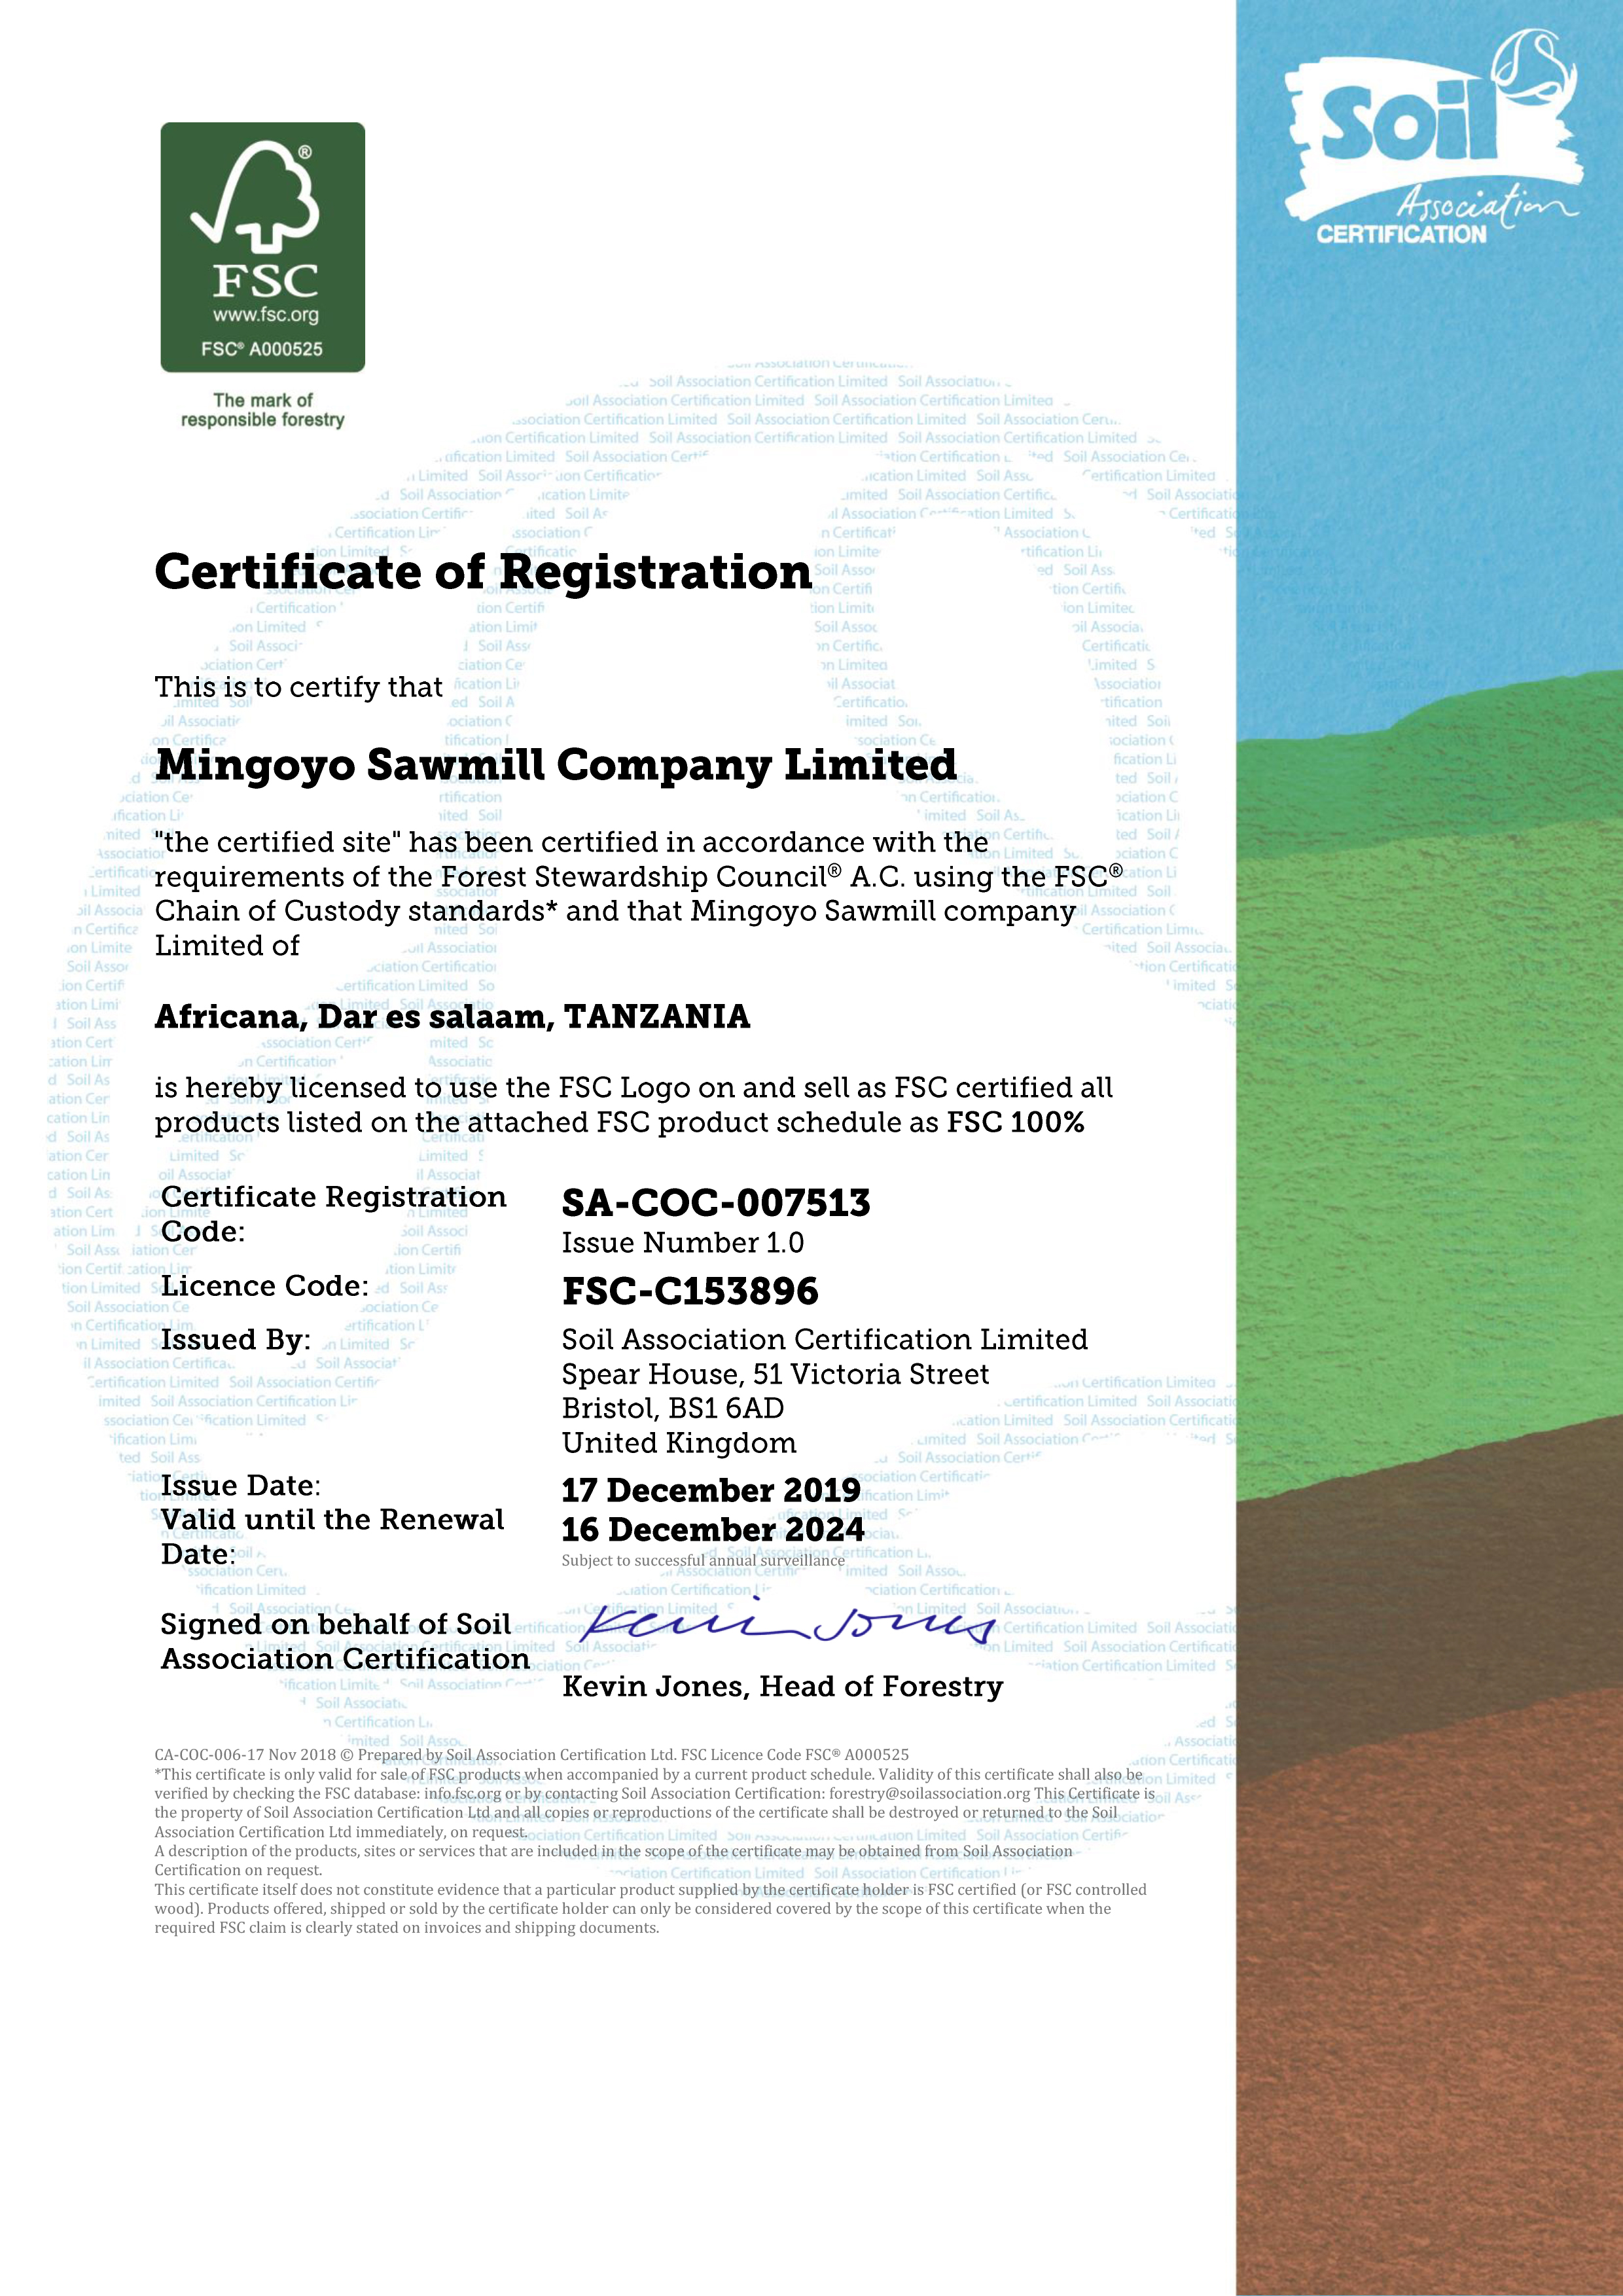 Soil
Association
CERTIFICATION
®
FSC
www.fsc.org
FSC® A000525
The mark of
responsible forestry
Certificate of Registration
This is to certify that
Mingoyo Sawmill Company Limited
"the certified site" has been certified in accordance with the
requirements of the Forest Stewardship Council® A.C. using the FSC®
Chain of Custody standards* and that Mingoyo Sawmill company
Limited of
Africana, Dar es salaam, TANZANIA
is hereby licensed to use the FSC Logo on and sell as FSC certified all
products listed on the attached FSC product schedule as FSC 100%
Certificate Registration
Code:
SA-COC-007513
Issue Number 1.0
Licence Code:
FSC-C153896
Issued By:
Soil Association Certification Limited
Spear House, 51 Victoria Street
Bristol, BS1 6AD
United Kingdom
Issue Date:
17 December 2019
Valid until the Renewal
Date:
16 December 2024
Subject to successful annual surveillance
Signed on behalf of Soil
Association Certification
Kevin Jones
Kevin Jones, Head of Forestry
CA-COC-006-17 Nov 2018 © Prepared by Soil Association Certification Ltd. FSC Licence Code FSC® A000525
*This certificate is only valid for sale of FSC products when accompanied by a current product schedule. Validity of this certificate shall also be
verified by checking the FSC database: info.fsc.org or by contacting Soil Association Certification: forestry@soilassociation.org This Certificate is
the property of Soil Association Certification Ltd and all copies or reproductions of the certificate shall be destroyed or returned to the Soil
Association Certification Ltd immediately, on request.
A description of the products, sites or services that are included in the scope of the certificate may be obtained from Soil Association
Certification on request.
This certificate itself does not constitute evidence that a particular product supplied by the certificate holder is FSC certified (or FSC controlled
wood). Products offered, shipped or sold by the certificate holder can only be considered covered by the scope of this certificate when the
required FSC claim is clearly stated on invoices and shipping documents.